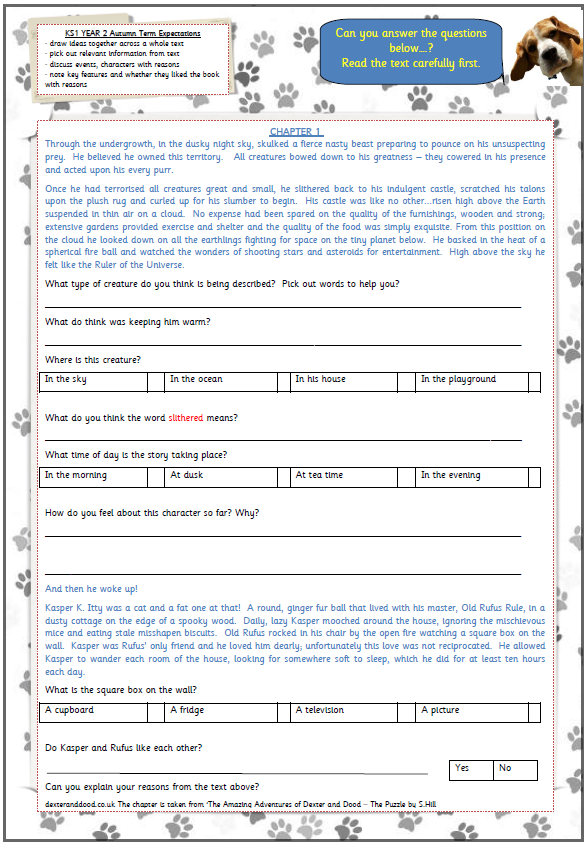 KS1 YEAR 2 Autumn Term Expectations
- draw ideas together across a whole text
- pick out relevant information from text
- discuss events, characters with reasons
- note key features and whether they liked the book
with reasons
Can you answer the questions
below...?
Read the text carefully first.
CHAPTER 1
Through the undergrowth, in the dusky night sky, skulked a fierce nasty beast preparing to pounce on his unsuspecting
prey. He believed he owned this territory. All creatures bowed down to his greatness – they cowered in his presence
and acted upon his every purr.
Once he had terrorised all creatures great and small, he slithered back to his indulgent castle, scratched his talons
upon the plush rug and curled up for his slumber to begin. His castle was like no other...risen high above the Earth
suspended in thin air on a cloud. No expense had been spared on the quality of the furnishings, wooden and strong;
extensive gardens provided exercise and shelter and the quality of the food was simply exquisite. From this position on
the cloud he looked down on all the earthlings fighting for space on the tiny planet below. He basked in the heat of a
spherical fire ball and watched the wonders of shooting stars and asteroids for entertainment. High above the sky he
felt like the Ruler of the Universe.
What type of creature do you think is being described? Pick out words to help you?
What do think was keeping him warm?
Where is this creature?
In the sky In the ocean In his house In the playground
What do you think the word slithered means?
What time of day is the story taking place?
In the morning At dusk At tea time In the evening
How do you feel about this character so far? Why?
And then he woke up!
Kasper K. Itty was a cat and a fat one at that! A round, ginger fur ball that lived with his master, Old Rufus Rule, in a
dusty cottage on the edge of a spooky wood. Daily, lazy Kasper mooched around the house, ignoring the mischievous
mice and eating stale misshapen biscuits. Old Rufus rocked in his chair by the open fire watching a square box on the
wall. Kasper was Rufus' only friend and he loved him dearly; unfortunately this love was not reciprocated. He allowed
Kasper to wander each room of the house, looking for somewhere soft to sleep, which he did for at least ten hours
each day.
What is the square box on the wall?
A cupboard A fridge A television A picture
Do Kasper and Rufus like each other?
Yes No
Can you explain your reasons from the text above?
dexteranddood.co.uk The chapter is taken from 'The Amazing Adventures of Dexter and Dood – The Puzzle by S.Hill